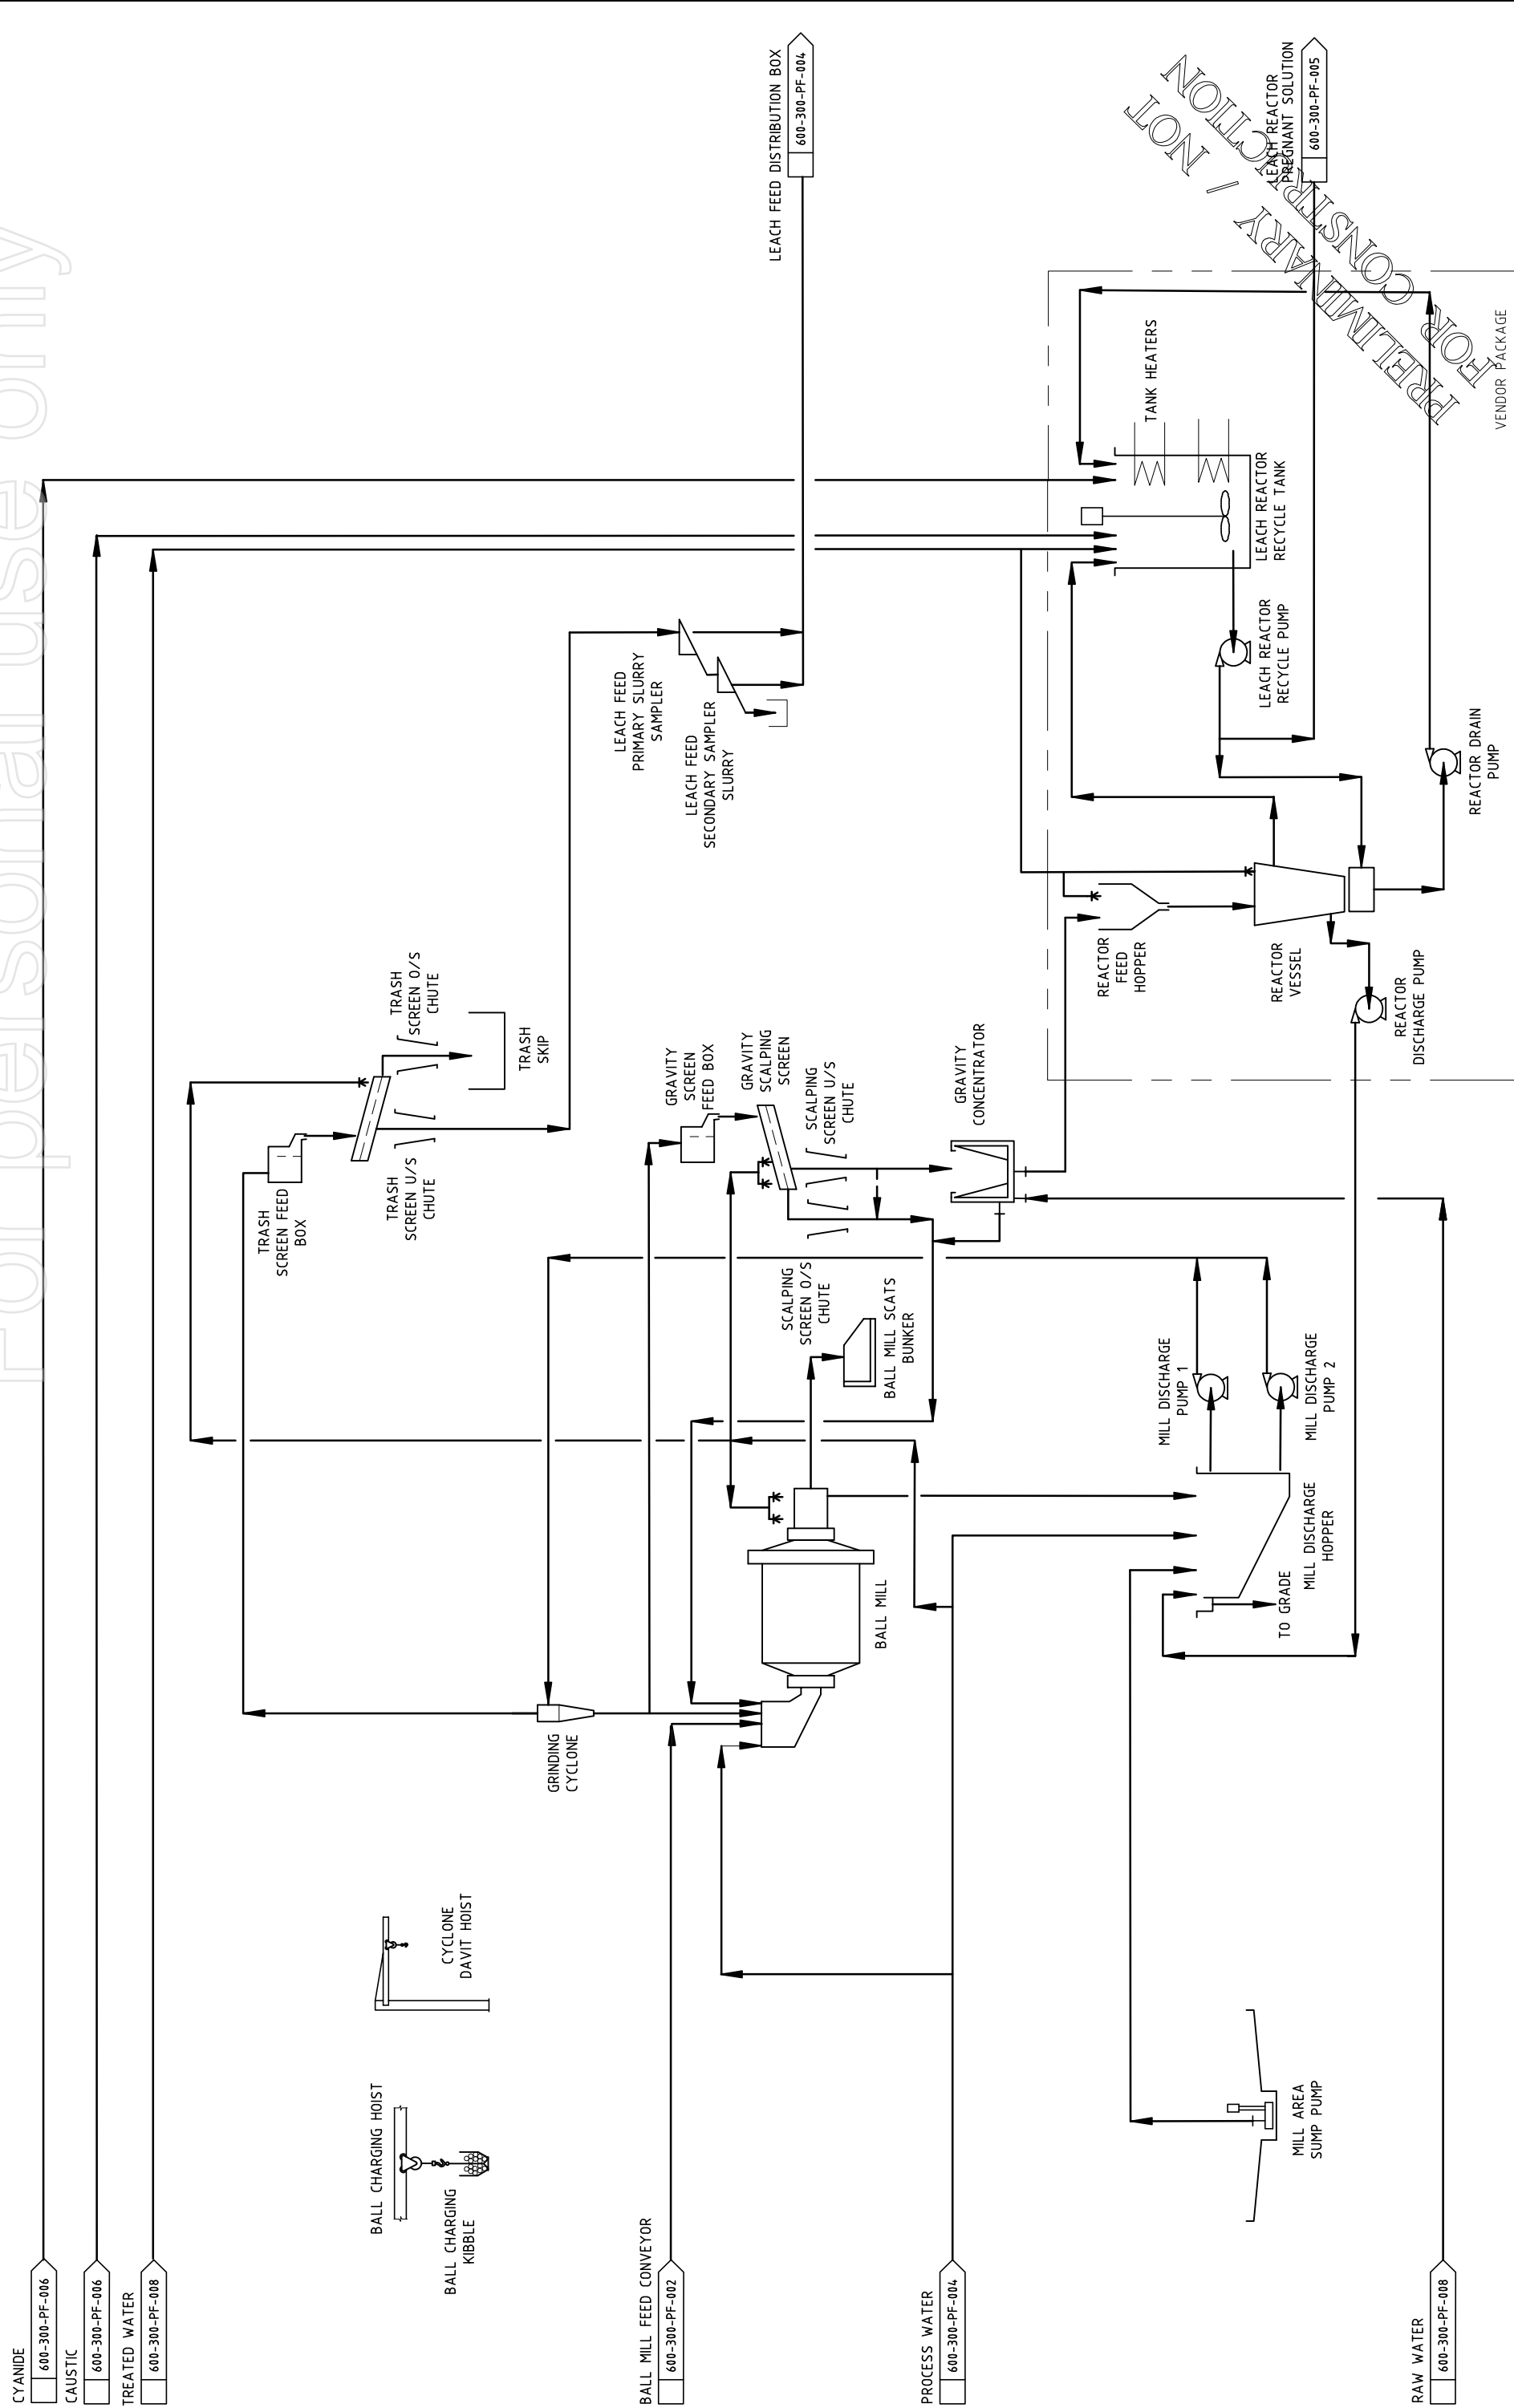 CYANIDE
600-300-PF-006
CAUSTIC
600-300-PF-006
TREATED WATER
600-300-PF-008
BALL CHARGING HOIST
BALL CHARGING
KIBBLE
CYCLONE
DAVIT HOIST
BALL MILL FEED CONVEYOR
600-300-PF-002
PROCESS WATER
600-300-PF-004
RAW WATER
600-300-PF-008
MILL AREA
SUMP PUMP
GRINDING
CYCLONE
BALL MILL
TO GRADE
MILL DISCHARGE
HOPPER
MILL DISCHARGE
PUMP 1
MILL DISCHARGE
PUMP 2
BALL MILL SCATS
BUNKER
SCALPING
SCREEN O/S
CHUTE
TRASH
SCREEN FEED
BOX
TRASH
SCREEN U/S
CHUTE
TRASH
SCREEN O/S
CHUTE
TRASH
SKIP
GRAVITY
SCREEN
FEED BOX
GRAVITY
SCALPING
SCREEN
SCALPING
SCREEN U/S
CHUTE
GRAVITY
CONCENTRATOR
REACTOR
FEED
HOPPER
REACTOR
VESSEL
REACTOR
DISCHARGE PUMP
LEACH FEED
PRIMARY SLURRY
SAMPLER
LEACH FEED
SECONDARY SAMPLER
SLURRY
LEACH REACTOR
RECYCLE PUMP
REACTOR DRAIN
PUMP
LEACH REACTOR
RECYCLE TANK
TANK HEATERS
VENDOR PACKAGE
LEACH FEED DISTRIBUTION BOX
600-300-PF-004
LEACH REACTOR
PREGNANT SOLUTION
600-300-PF-005
PRELIMINARY / NOT
FOR CONSTRUCTION
For personal use only